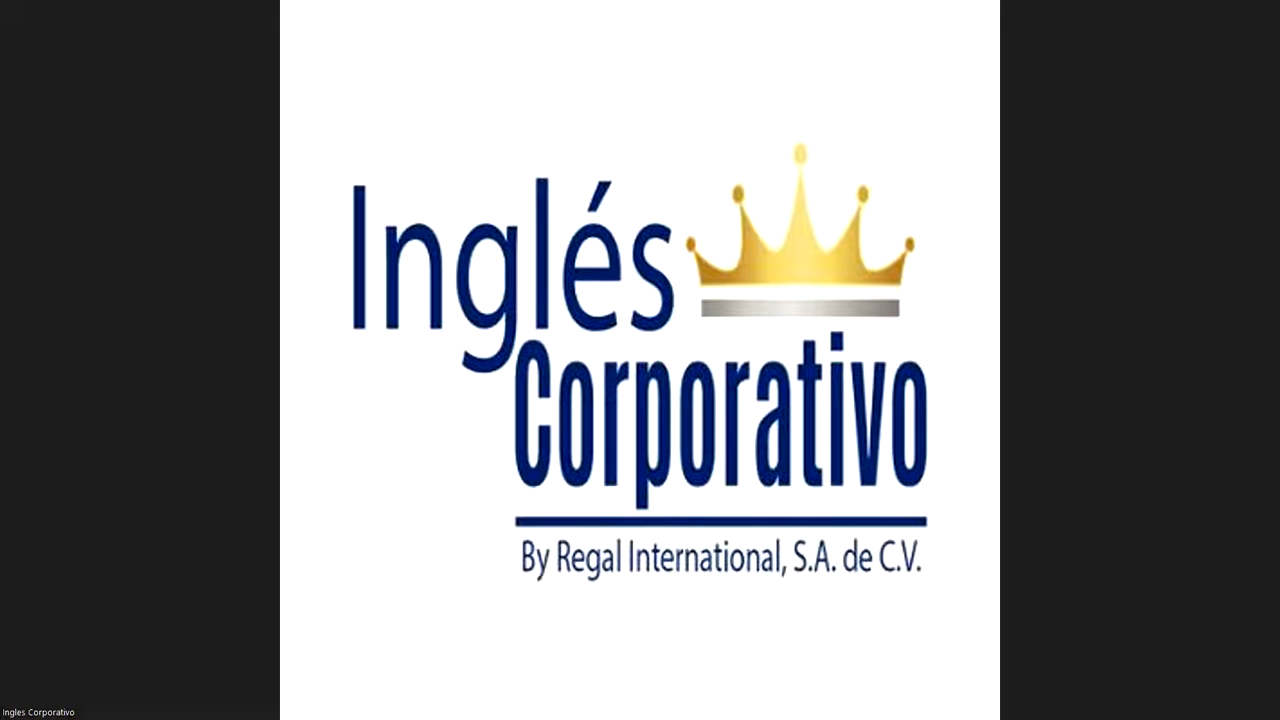 Inglés
Corporativo
By Regal International, S.A. de C.V.
Ingles Corporativo